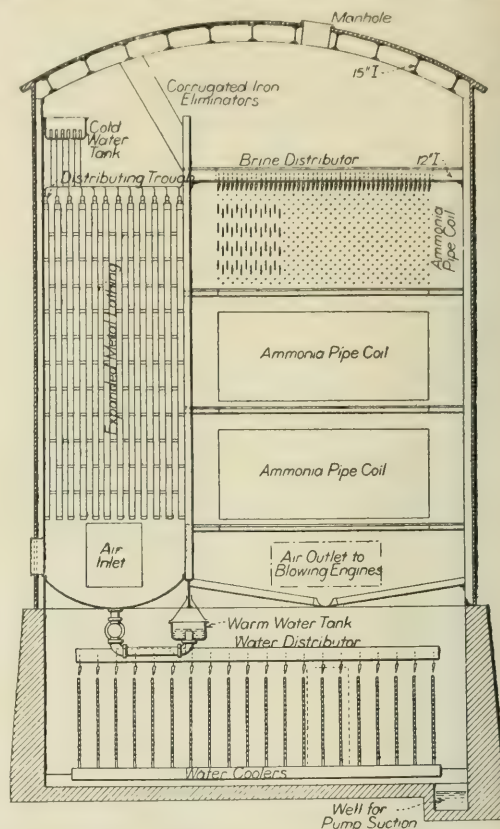 Manhole
15" I
Corrugated Iron
Eliminators
Cold
Water
Tank
Brine Distributor
12" I
Distributing Trough
Ammonia
Pipe Coil
Expanded Metal Lathing
Ammonia Pipe Coil
Ammonia Pipe Coil
Air
Inlet
Air Outlet to
Blowing Engines
Warm Water Tank
Water Distributor
Water Coolers
Well for
Pump Suction